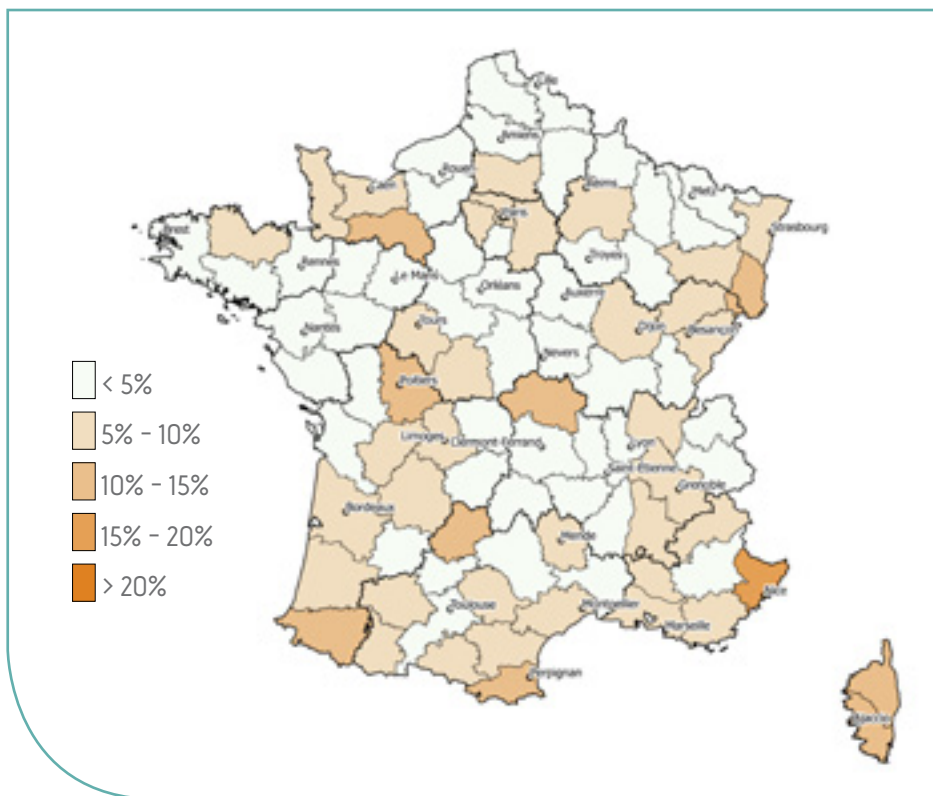 Lille
Amiens
Rouen
Caen
Reims
Metz
Paris
Strasbourg
Brest
Rennes
Le Mans
Orléans
Troyes
Auxerre
Nantes
Tours
Dijon
Besançon
Nevers
Poitiers
Limoges
Clermont-Ferrand
Lyon
Saint-Étienne
Grenoble
Bordeaux
Mende
Toulouse
Montpellier
Nice
Marseille
Perpignan
Ajaccio
< 5%
5% - 10%
10% - 15%
15% - 20%
> 20%